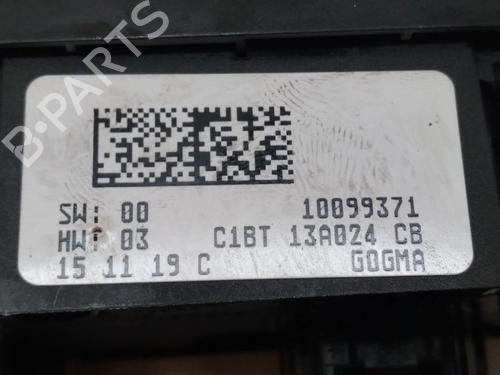 B-PARTS
SW: 00 10099371
HW: 03 C1BT 13A024 CB
15 11 19 C GOGMA